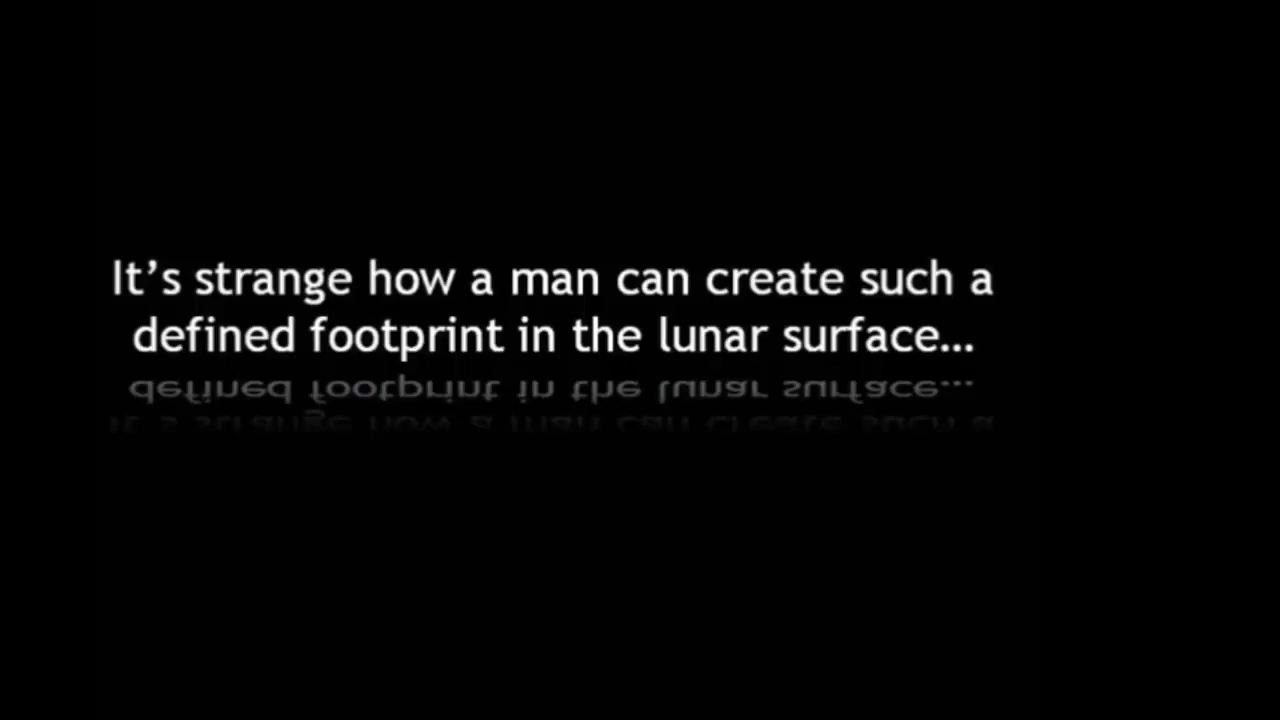 It’s strange how a man can create such a
defined footprint in the lunar surface…